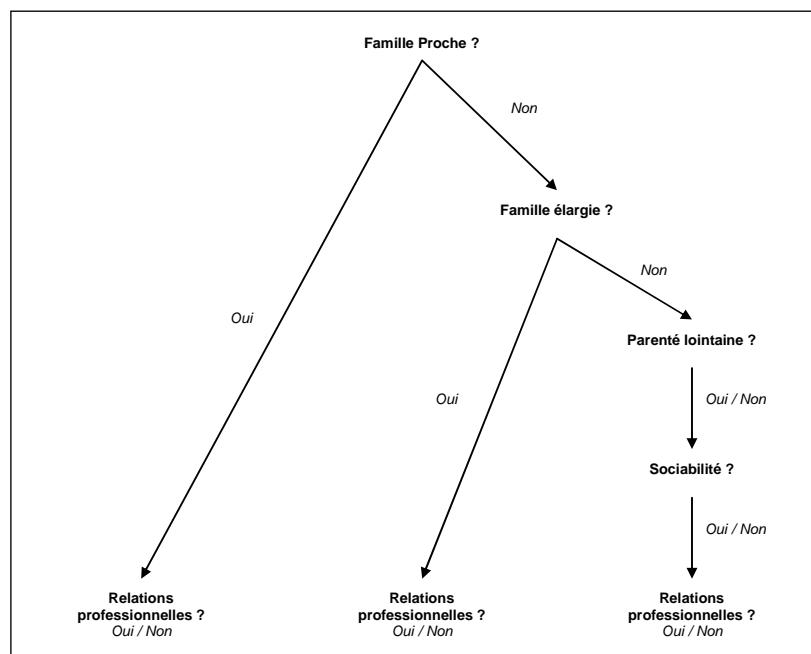 Famille Proche ?
Non
Famille élargie ?
Non
Oui
Parenté lointaine ?
Oui
Oui / Non
Sociabilité ?
Oui / Non
Relations
professionnelles ?
Oui / Non
Relations
professionnelles ?
Oui / Non
Relations
professionnelles ?
Oui / Non